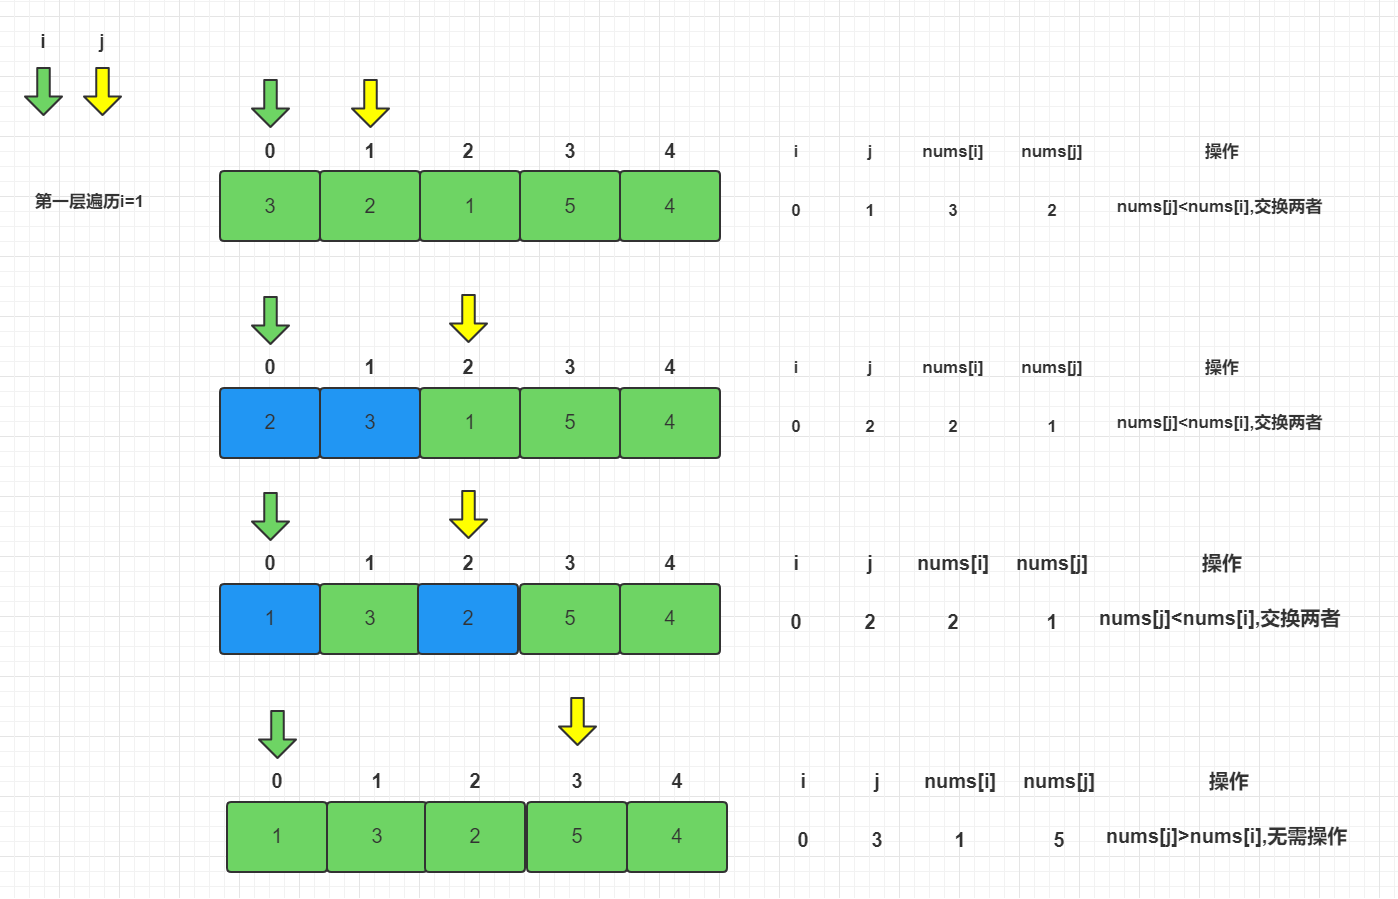 i j
0 1 2 3 4 i j nums[i] nums[j] 操作
第一层遍历i=1 3 2 1 5 4 0 1 3 2 nums[j]<nums[i],交换两者
0 1 2 3 4 i j nums[i] nums[j] 操作
2 3 1 5 4 0 2 2 1 nums[j]<nums[i],交换两者
0 1 2 3 4 i j nums[i] nums[j] 操作
1 3 2 5 4 0 2 2 1 nums[j]<nums[i],交换两者
0 1 2 3 4 i j nums[i] nums[j] 操作
1 3 2 5 4 0 3 1 5 nums[j]>nums[i],无需操作